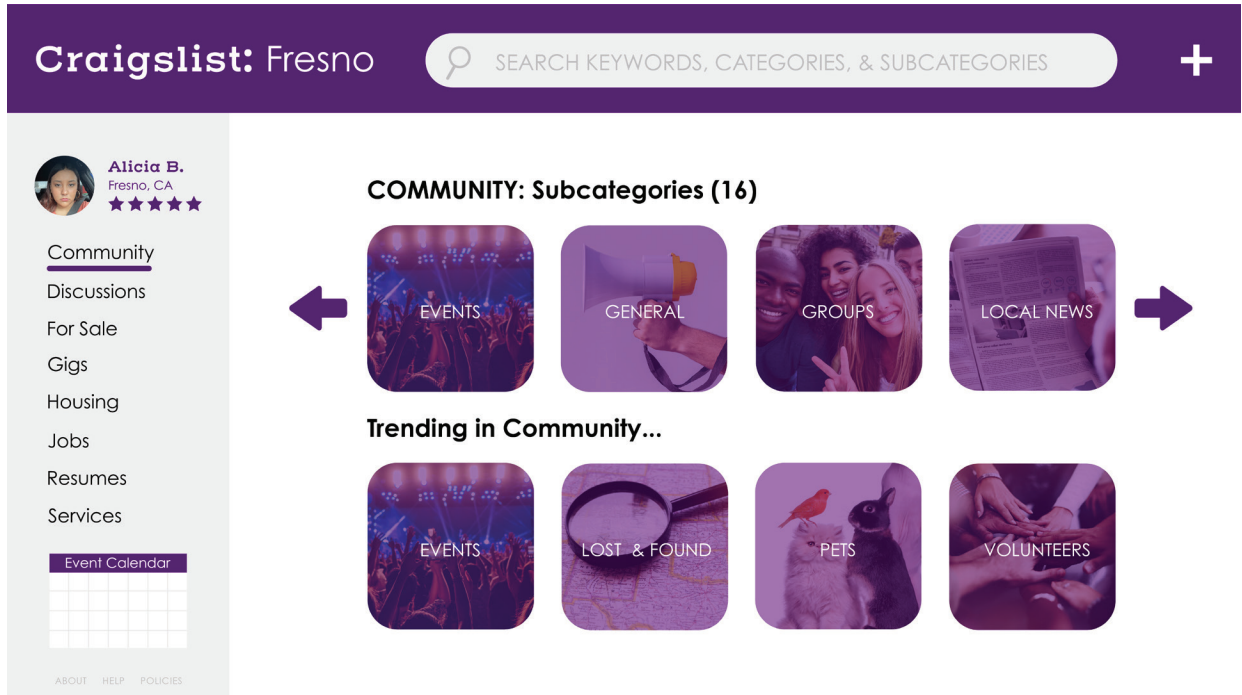 Craigslist: Fresno
SEARCH KEYWORDS, CATEGORIES, & SUBCATEGORIES
Alicia B.
Fresno, CA
Community
Discussions
For Sale
Gigs
Housing
Jobs
Resumes
Services
Event Calendar
ABOUT HELP POLICIES
COMMUNITY: Subcategories (16)
EVENTS
GENERAL
GROUPS
LOCAL NEWS
Trending in Community...
EVENTS
LOST & FOUND
PETS
VOLUNTEERS